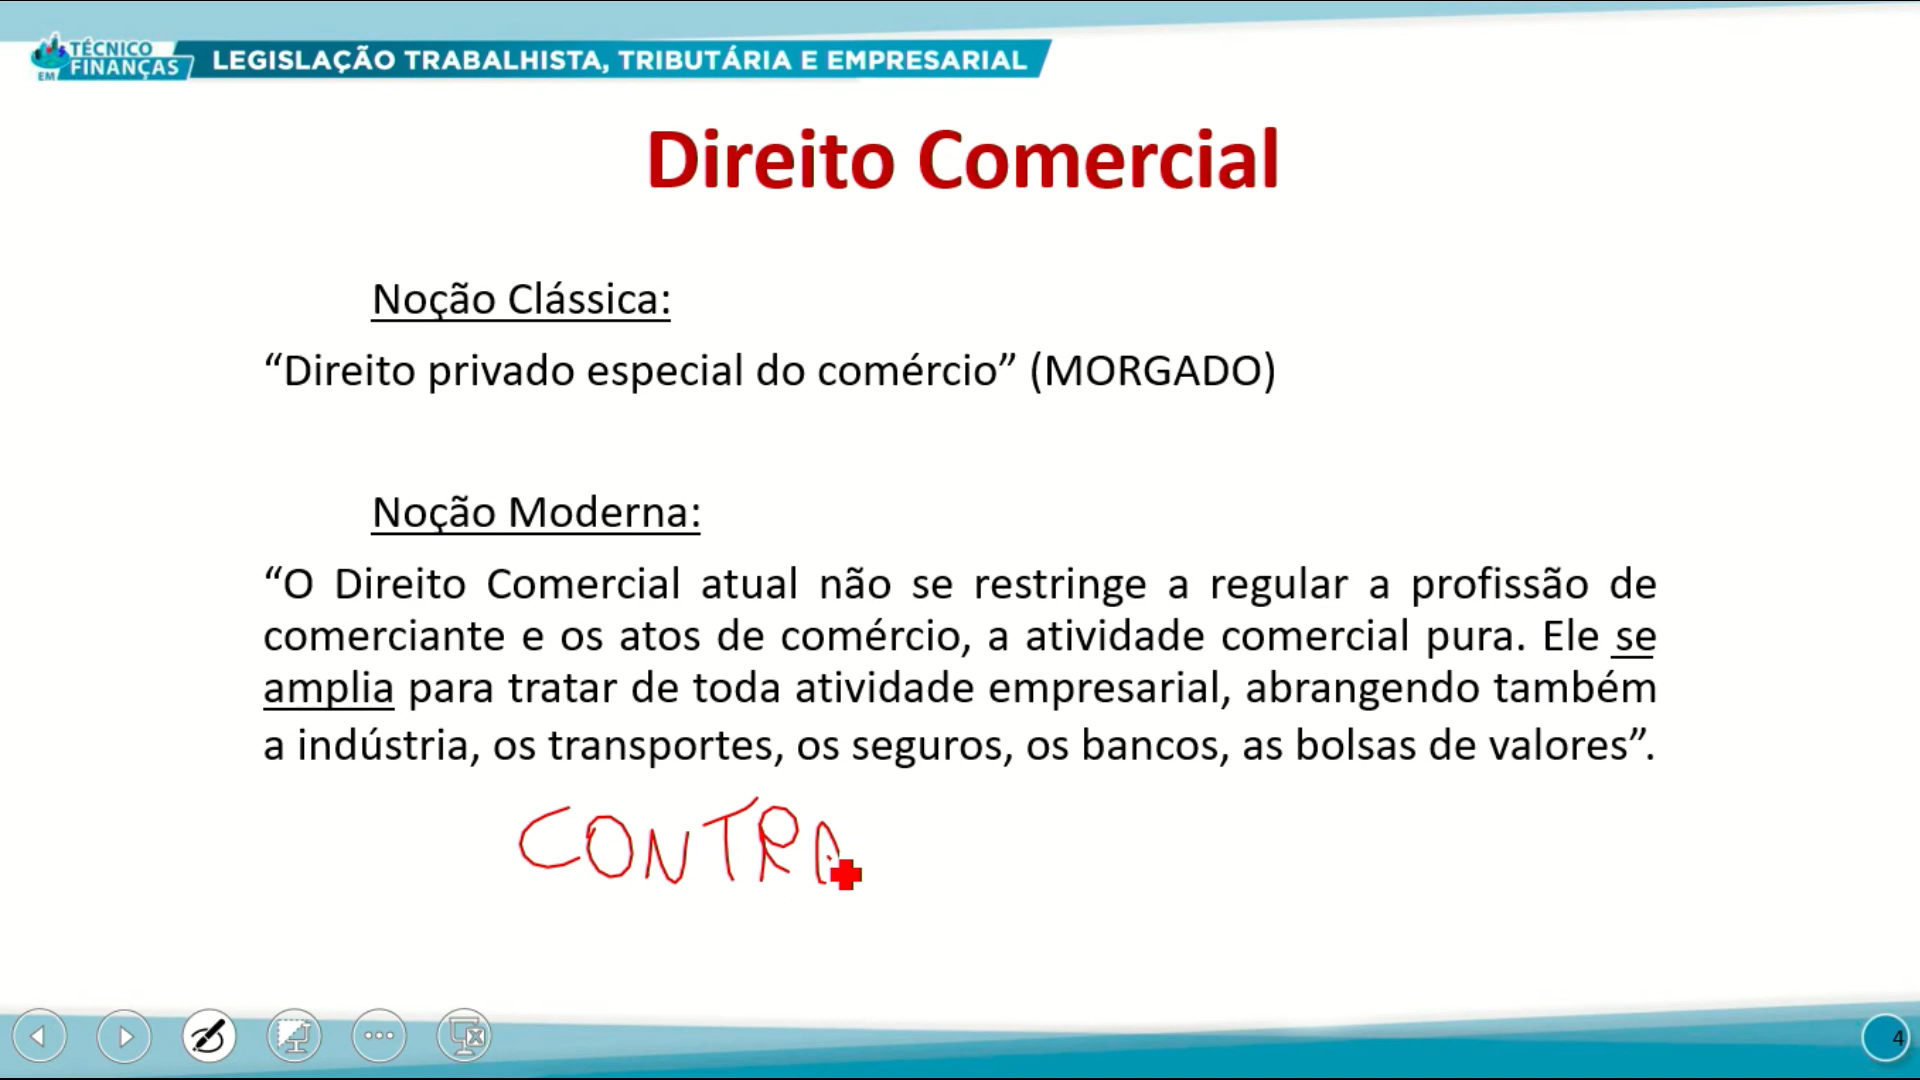 TÉCNICO
EM FINANÇAS
LEGISLAÇÃO TRABALHISTA, TRIBUTÁRIA E EMPRESARIAL
Direito Comercial
Noção Clássica:
“Direito privado especial do comércio” (MORGADO)
Noção Moderna:
“O Direito Comercial atual não se restringe a regular a profissão de
comerciante e os atos de comércio, a atividade comercial pura. Ele se
amplia para tratar de toda atividade empresarial, abrangendo também
a indústria, os transportes, os seguros, os bancos, as bolsas de valores”.
CONTRA
4